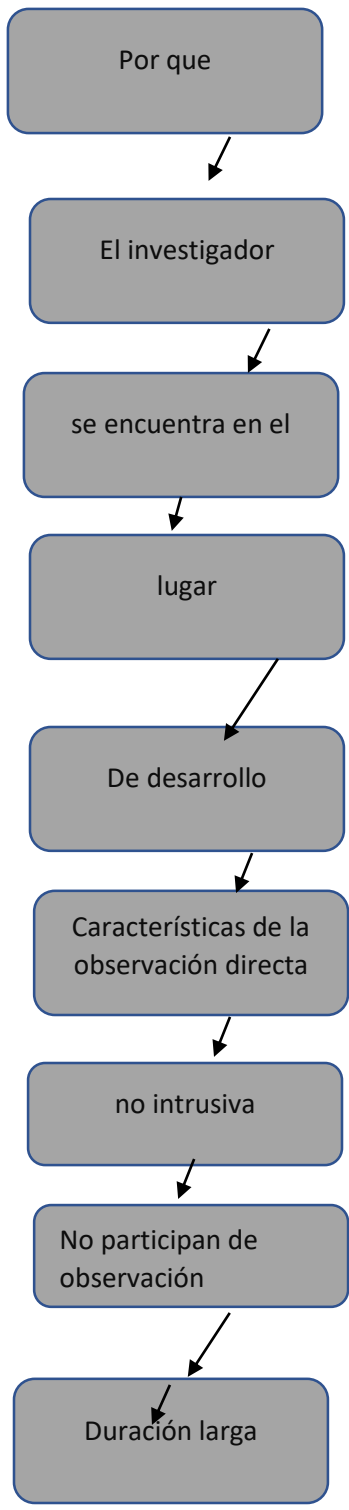 Por que
El investigador
se encuentra en el
lugar
De desarrollo
Características de la
observación directa
no intrusiva
No participan de
observación
Duración larga